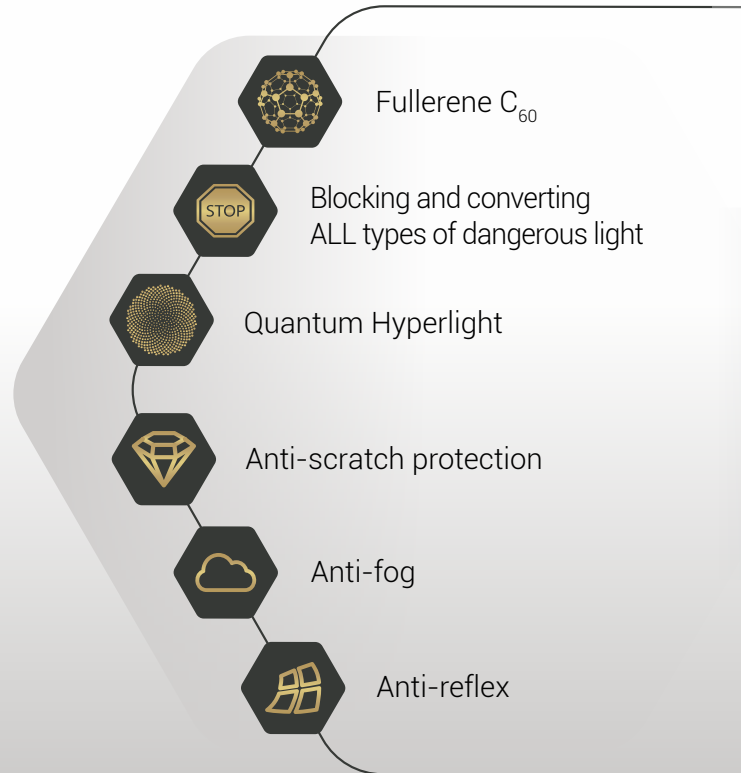 Fullerene C₆₀
STOP
Blocking and converting
ALL types of dangerous light
Quantum Hyperlight
Anti-scratch protection
Anti-fog
Anti-reflex